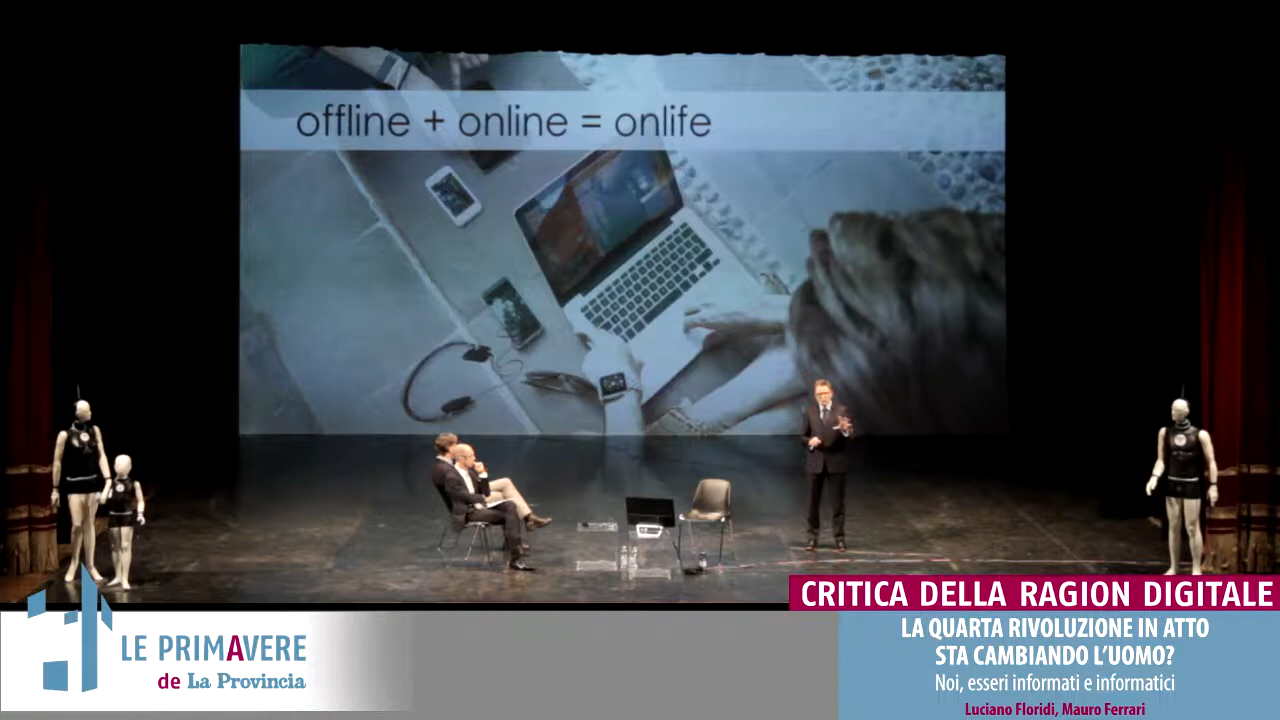 offline + online = onlife
CRITICA DELLA RAGION DIGITALE
LA QUARTA RIVOLUZIONE IN ATTO
STA CAMBIANDO L'UOMO?
Noi, esseri informati e informatici
Luciano Floridi, Mauro Ferrari
LE PRIMAVERE
de La Provincia